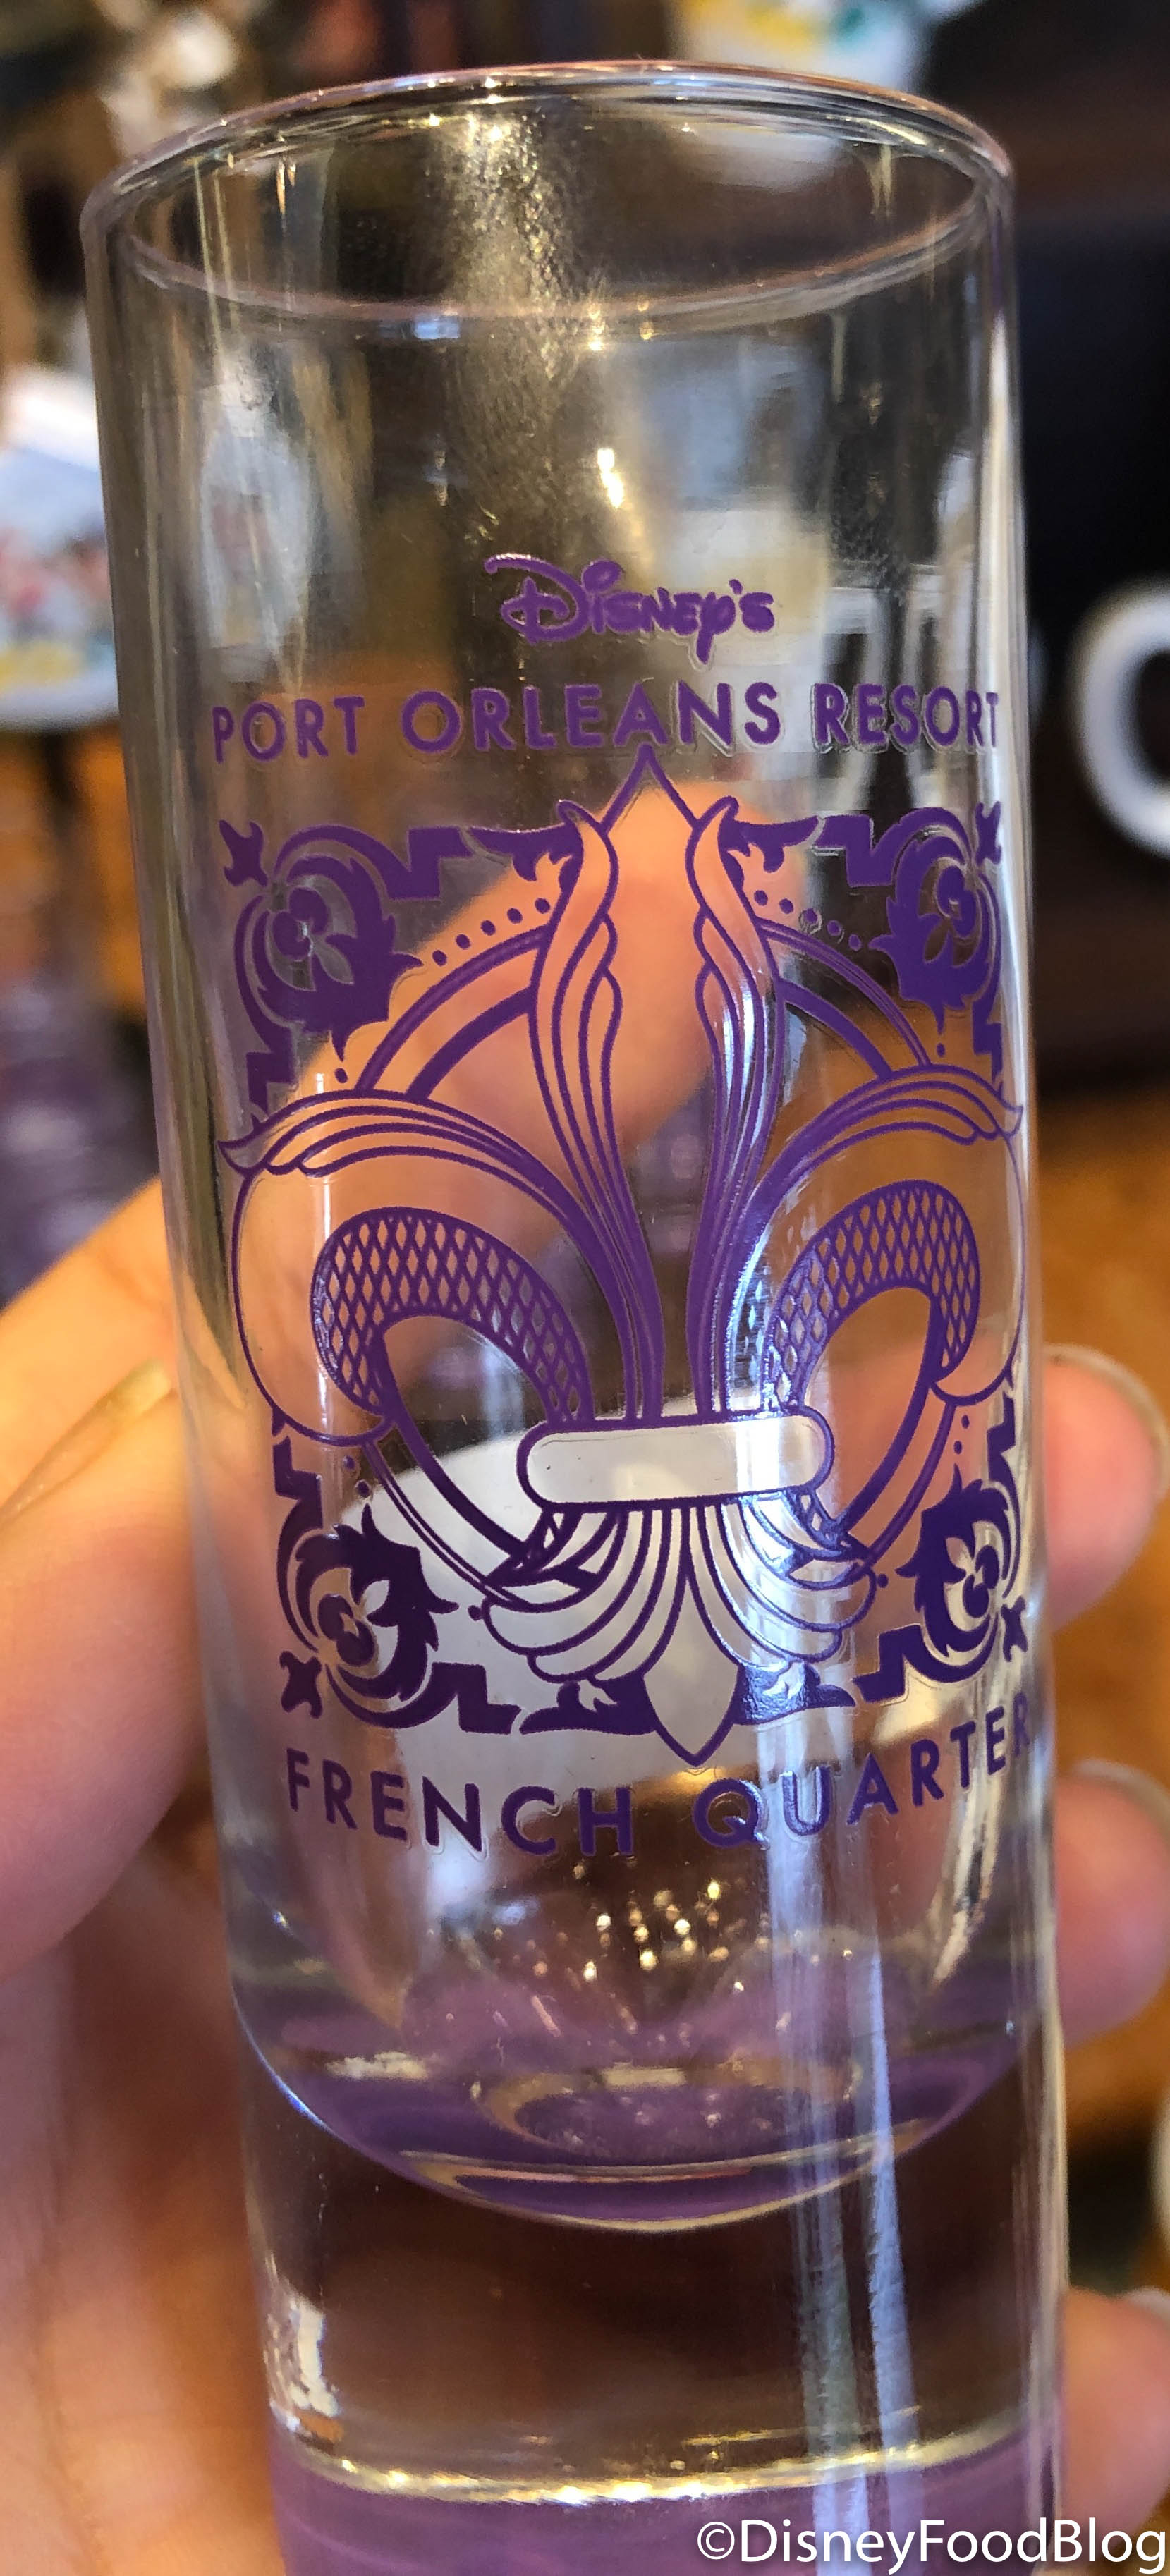 Disney's
PORT ORLEANS RESORT
FRENCH QUARTER
©DisneyFoodBlog